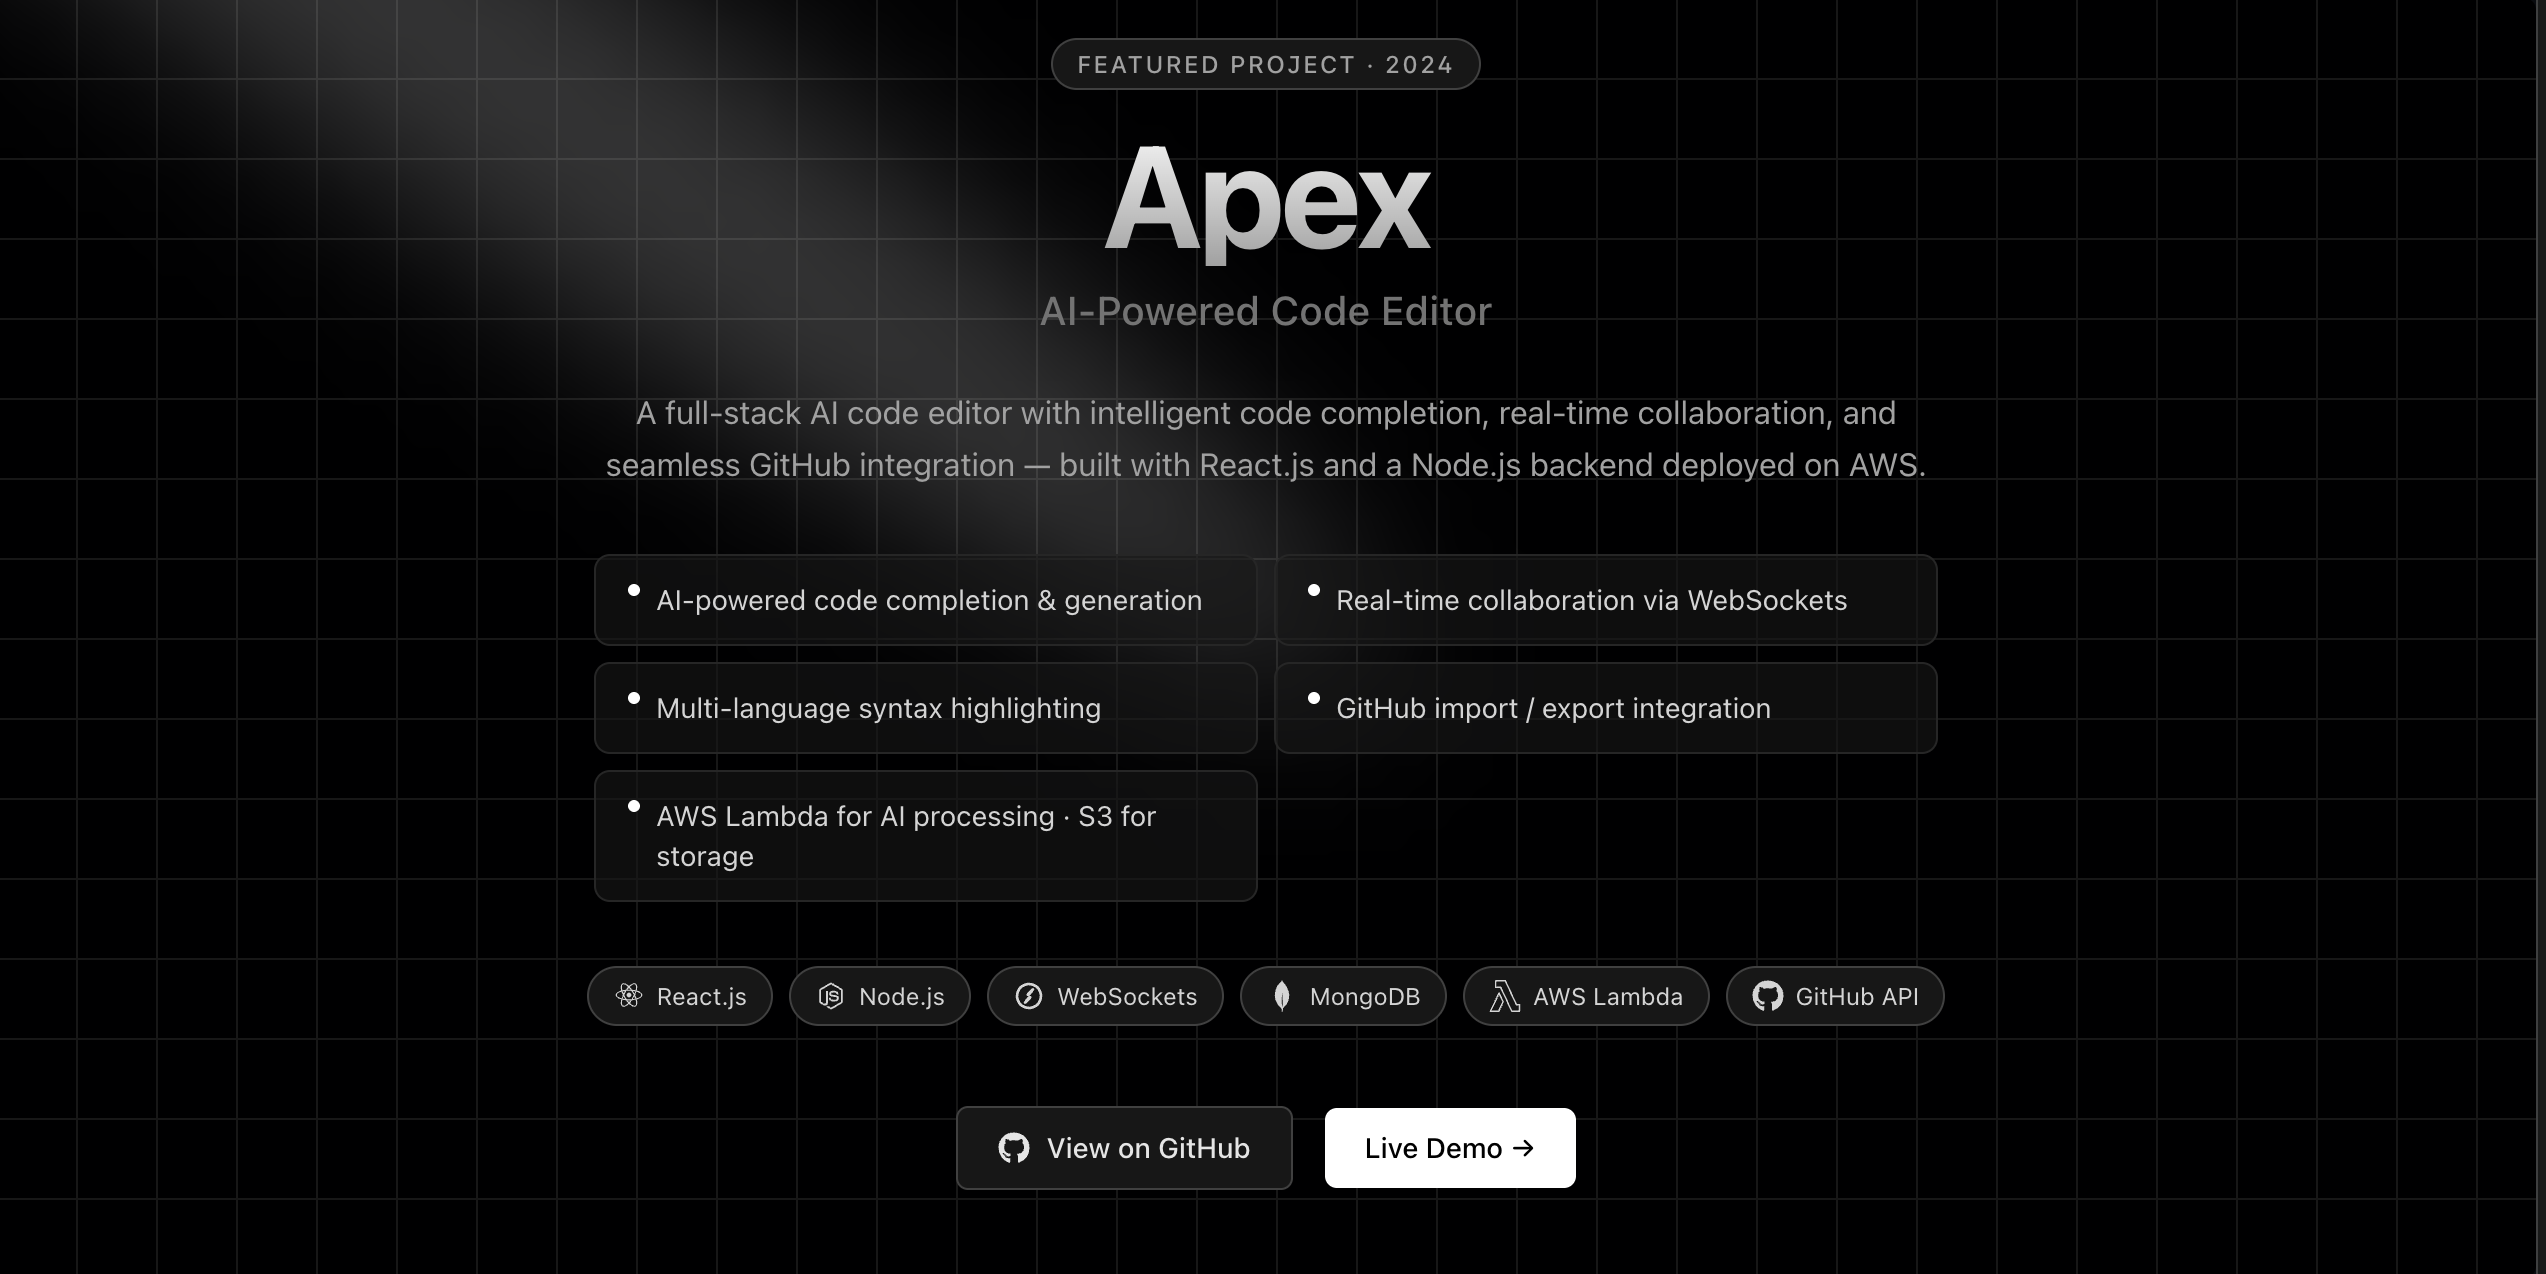 FEATURED PROJECT · 2024
Apex
AI-Powered Code Editor
A full-stack AI code editor with intelligent code completion, real-time collaboration, and
seamless GitHub integration — built with React.js and a Node.js backend deployed on AWS.
• AI-powered code completion & generation
• Real-time collaboration via WebSockets
• Multi-language syntax highlighting
• GitHub import / export integration
• AWS Lambda for AI processing · S3 for
storage
React.js
Node.js
WebSockets
MongoDB
AWS Lambda
GitHub API
View on GitHub
Live Demo →